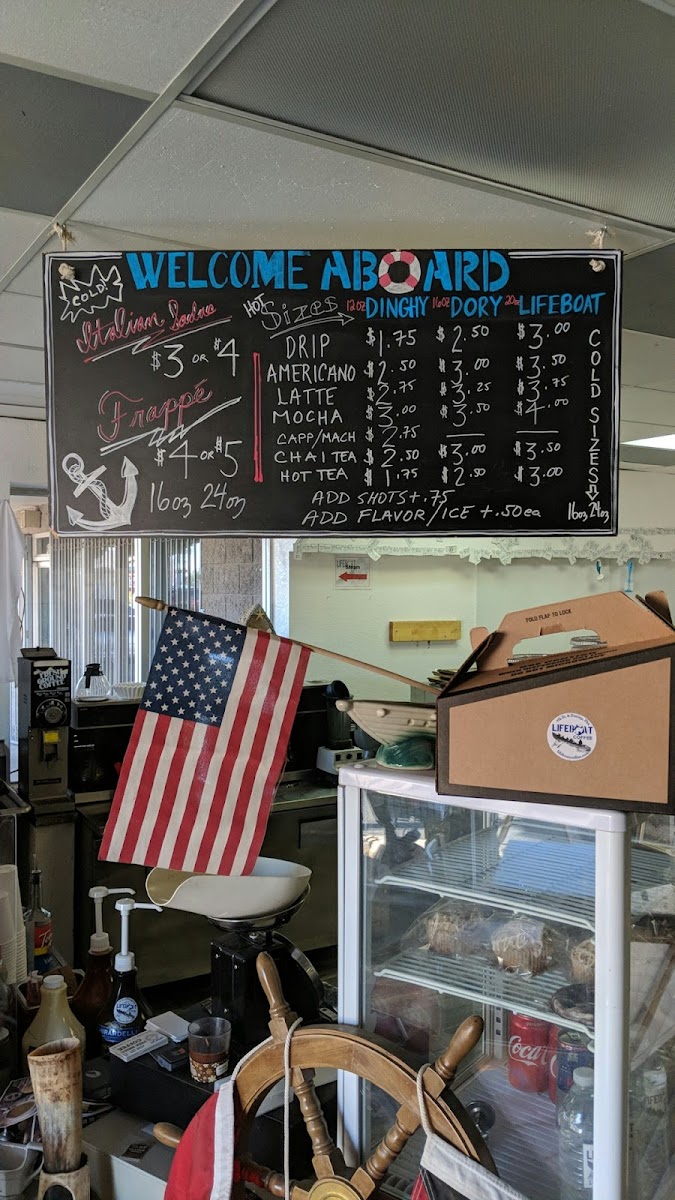 WELCOME ABOARD
COLD!
Italian Sodas
$3 OR $4
Frappé
$4 OR $5
16oz 24oz
HOT Sizes 12oz DINGHY 16oz DORY 20oz LIFEBOAT
DRIP $1.75 $2.50 $3.00
AMERICANO $2.50 $3.00 $3.50
LATTE $2.75 $3.25 $3.75
MOCHA $3.00 $3.50 $4.00
CAPP/MACH $2.75 — —
CHAI TEA $2.50 $3.00 $3.50
HOT TEA $1.75 $2.50 $3.00
ADD SHOTS +.75
ADD FLAVOR/ICE +.50ea
COLD SIZES
16oz 24oz
FOLD FLAP TO LOCK
LIFEBOAT
COFFEE
Coca